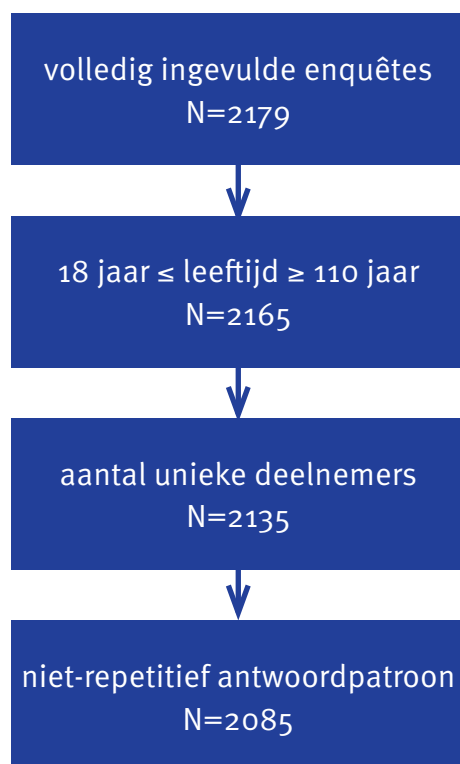 volledig ingevulde enquêtes
N=2179
18 jaar ≤ leeftijd ≥ 110 jaar
N=2165
aantal unieke deelnemers
N=2135
niet-repetitief antwoordpatroon
N=2085